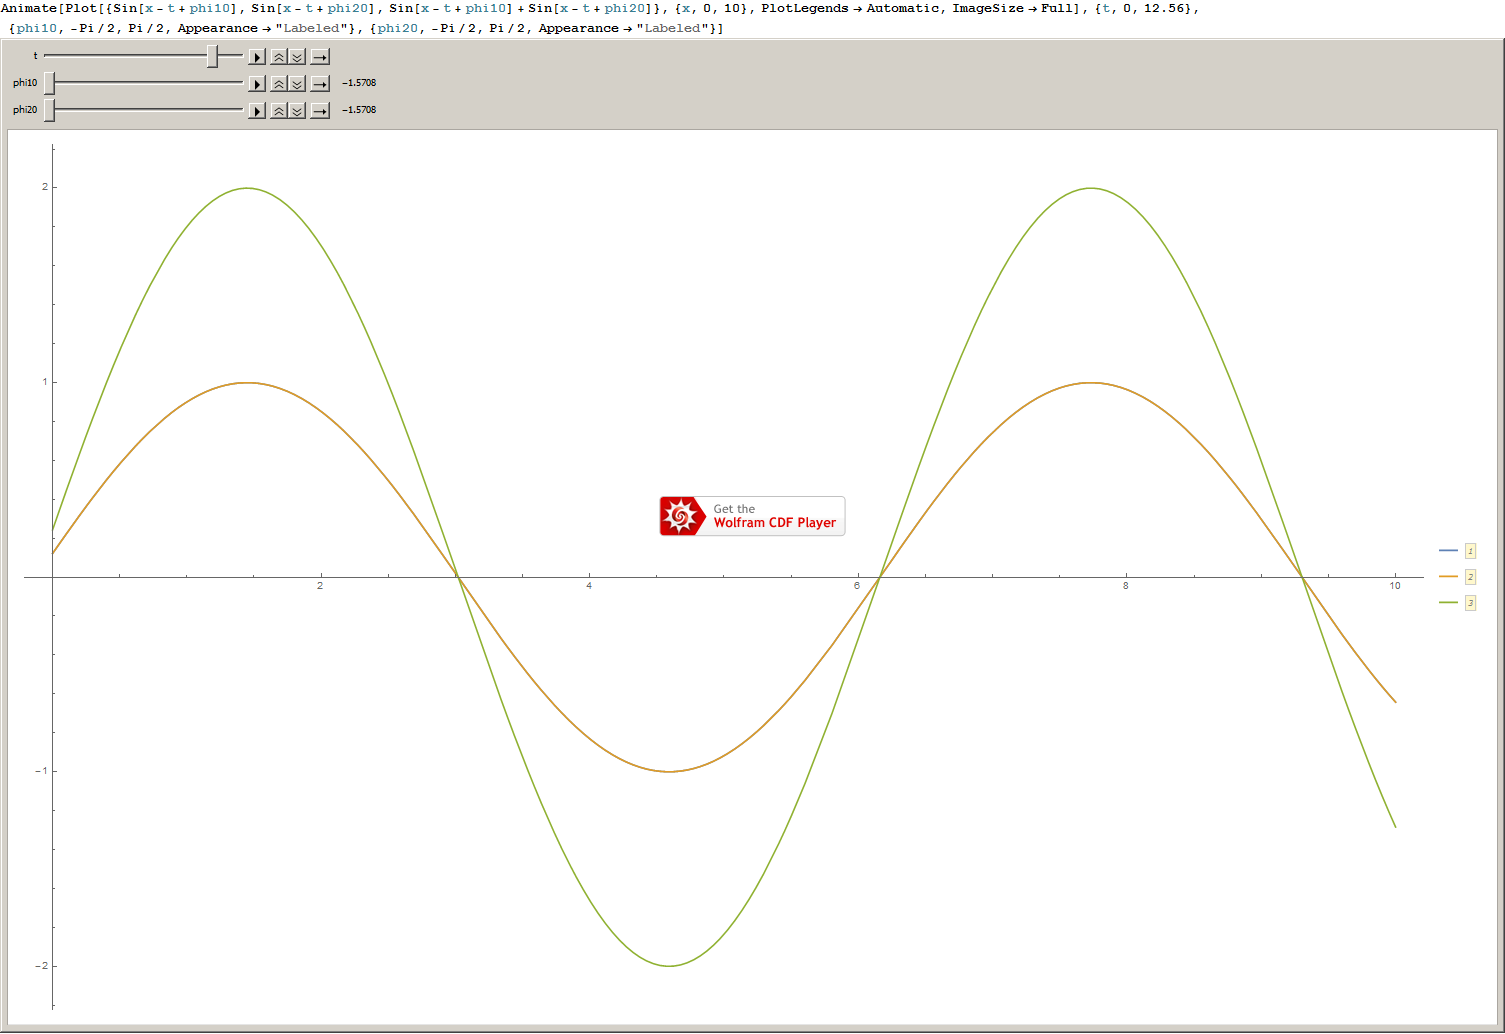 Animate[Plot[{Sin[x - t + phi10], Sin[x - t + phi20], Sin[x - t + phi10] + Sin[x - t + phi20]}, {x, 0, 10}, PlotLegends → Automatic, ImageSize → Full], {t, 0, 12.56},
{phi10, -Pi / 2, Pi / 2, Appearance → "Labeled"}, {phi20, -Pi / 2, Pi / 2, Appearance → "Labeled"}]
t
phi10 -1.5708
phi20 -1.5708
2
1
Get the
Wolfram CDF Player
1
2
3
2 4 6 8 10
-1
-2